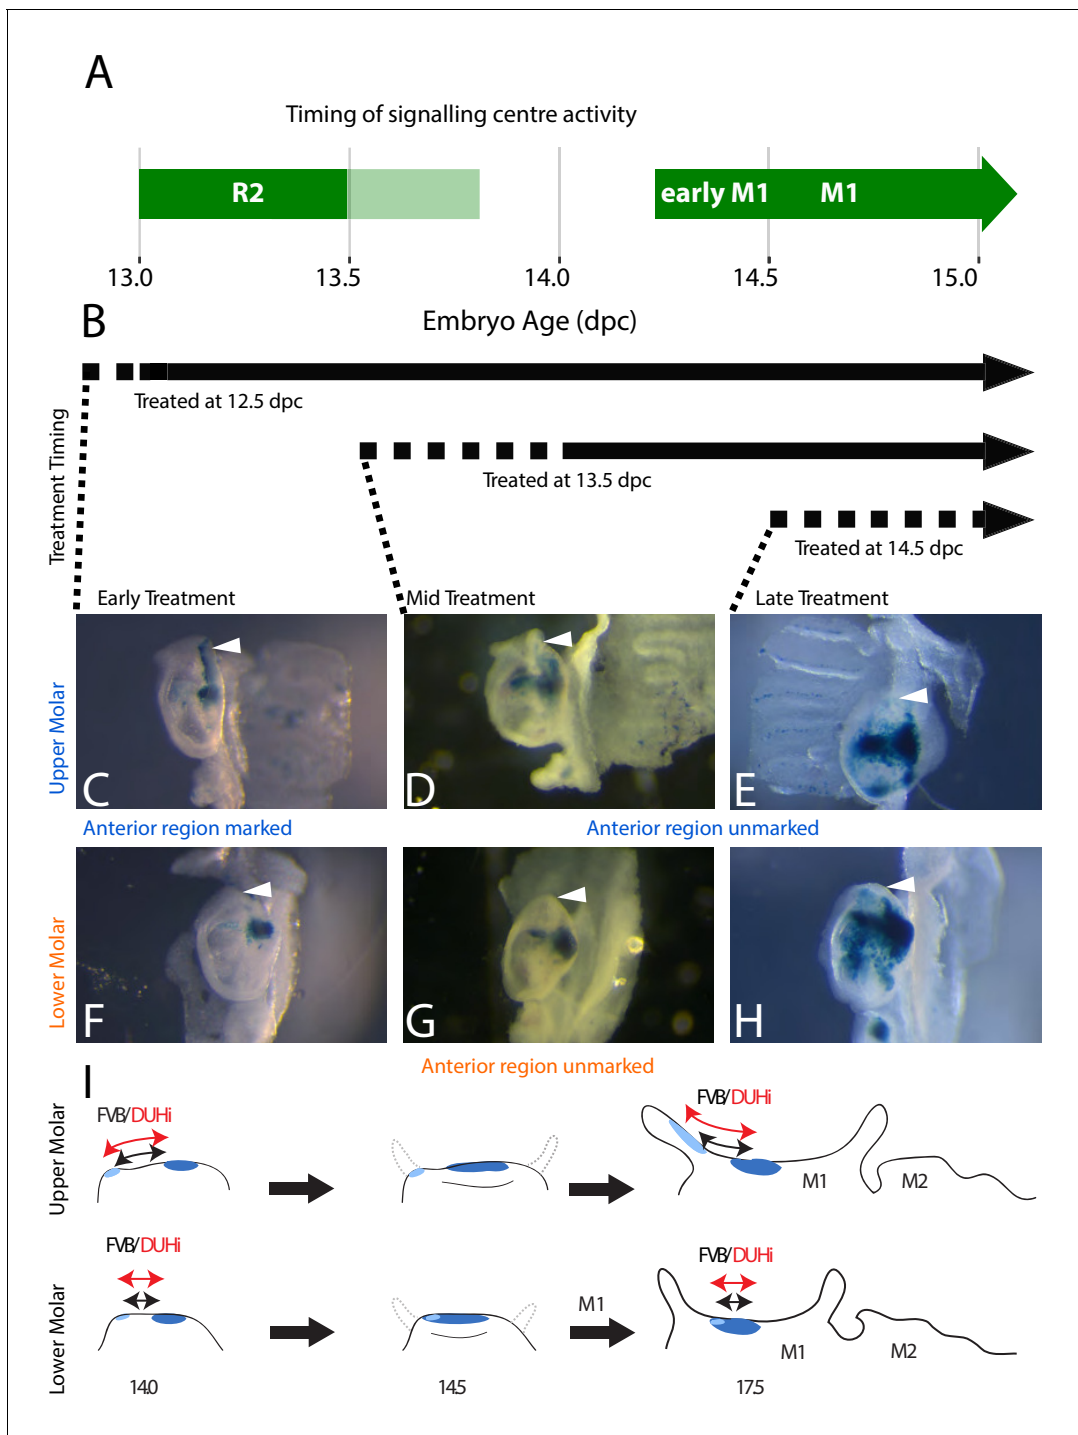 A
Timing of signalling centre activity
R2
early M1
M1
13.0
13.5
14.0
14.5
15.0
Embryo Age (dpc)
B
Treatment Timing
Treated at 12.5 dpc
Treated at 13.5 dpc
Treated at 14.5 dpc
Early Treatment
Mid Treatment
Late Treatment
Upper Molar
C
D
E
Anterior region marked
Anterior region unmarked
Lower Molar
F
G
H
Anterior region unmarked
I
Upper Molar
FVB/DUHi
FVB/DUHi
M1
M2
Lower Molar
FVB/DUHi
M1
FVB/DUHi
M1
M2
14.0
14.5
17.5